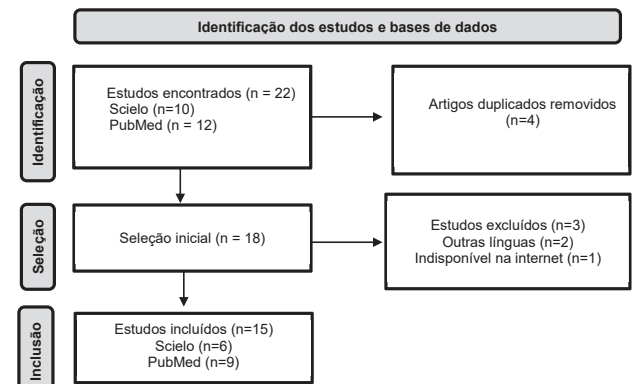 Identificação dos estudos e bases de dados
Identificação
Estudos encontrados (n = 22)
Scielo (n=10)
PubMed (n = 12)
Artigos duplicados removidos
(n=4)
Seleção
Seleção inicial (n = 18)
Estudos excluídos (n=3)
Outras línguas (n=2)
Indisponível na internet (n=1)
Inclusão
Estudos incluídos (n=15)
Scielo (n=6)
PubMed (n=9)